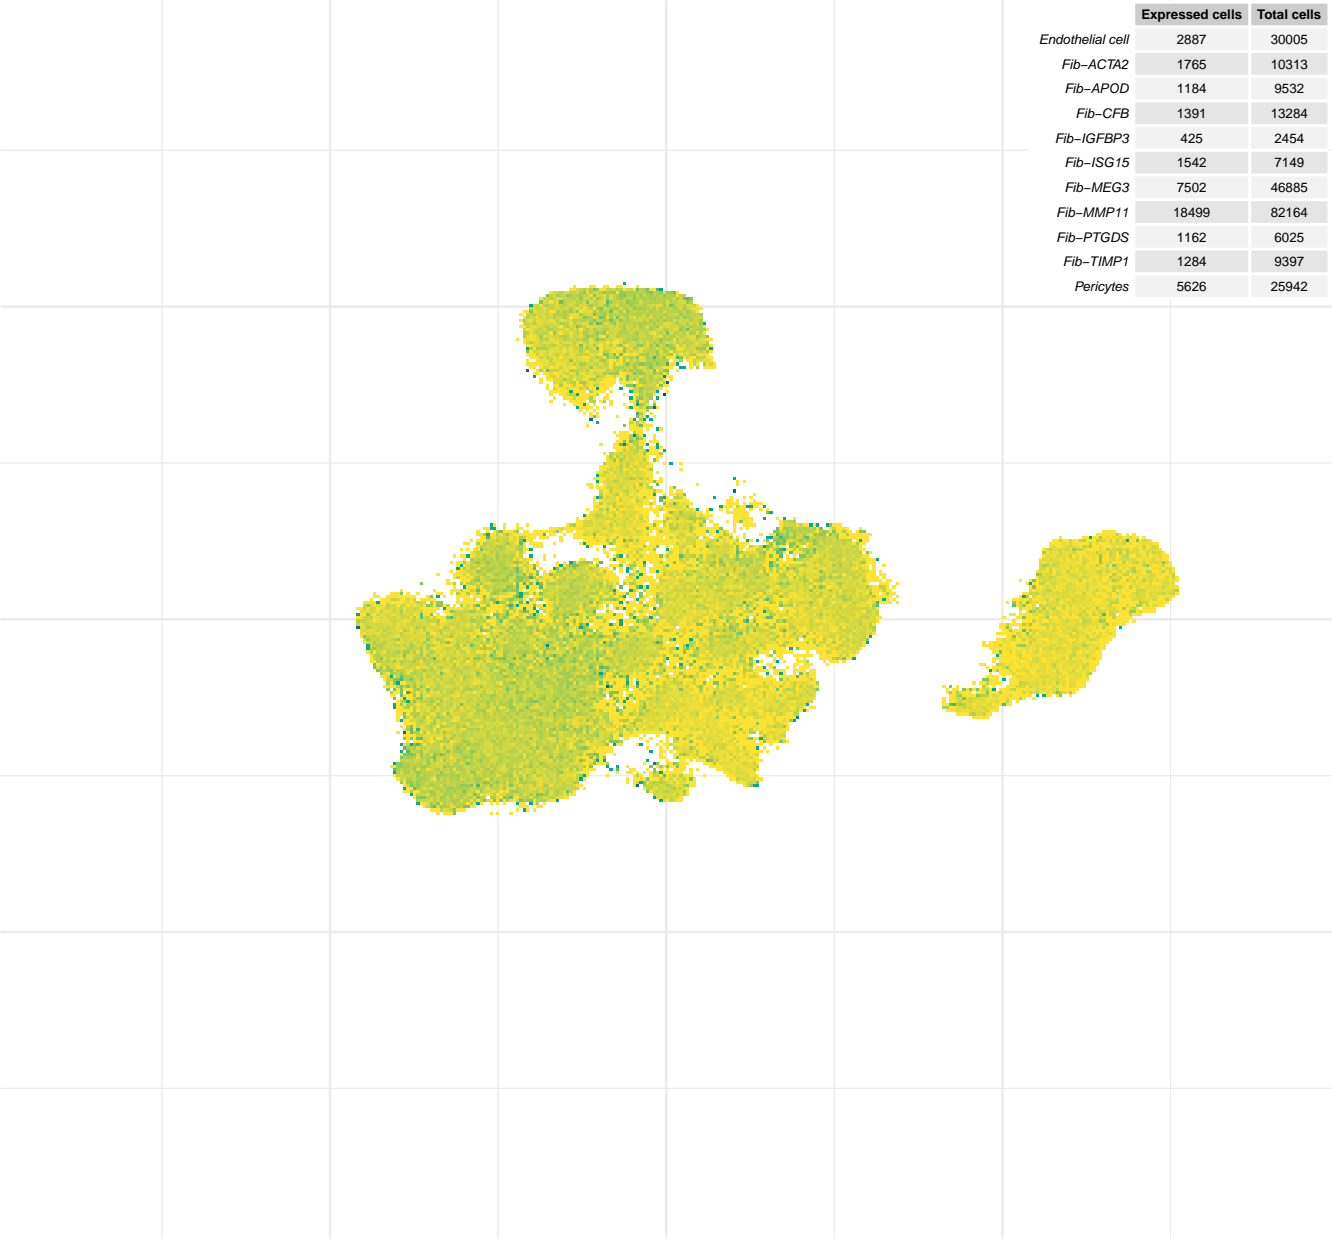 Expressed cells Total cells
Endothelial cell 2887 30005
Fib−ACTA2 1765 10313
Fib−APOD 1184 9532
Fib−CFB 1391 13284
Fib−IGFBP3 425 2454
Fib−ISG15 1542 7149
Fib−MEG3 7502 46885
Fib−MMP11 18499 82164
Fib−PTGDS 1162 6025
Fib−TIMP1 1284 9397
Pericytes 5626 25942